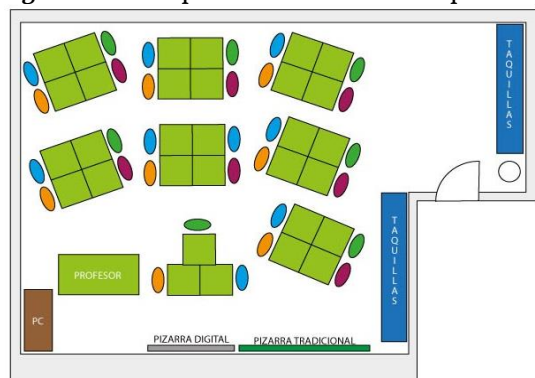 TAQUILLAS
TAQUILLAS
PROFESOR
PC
PIZARRA DIGITAL
PIZARRA TRADICIONAL